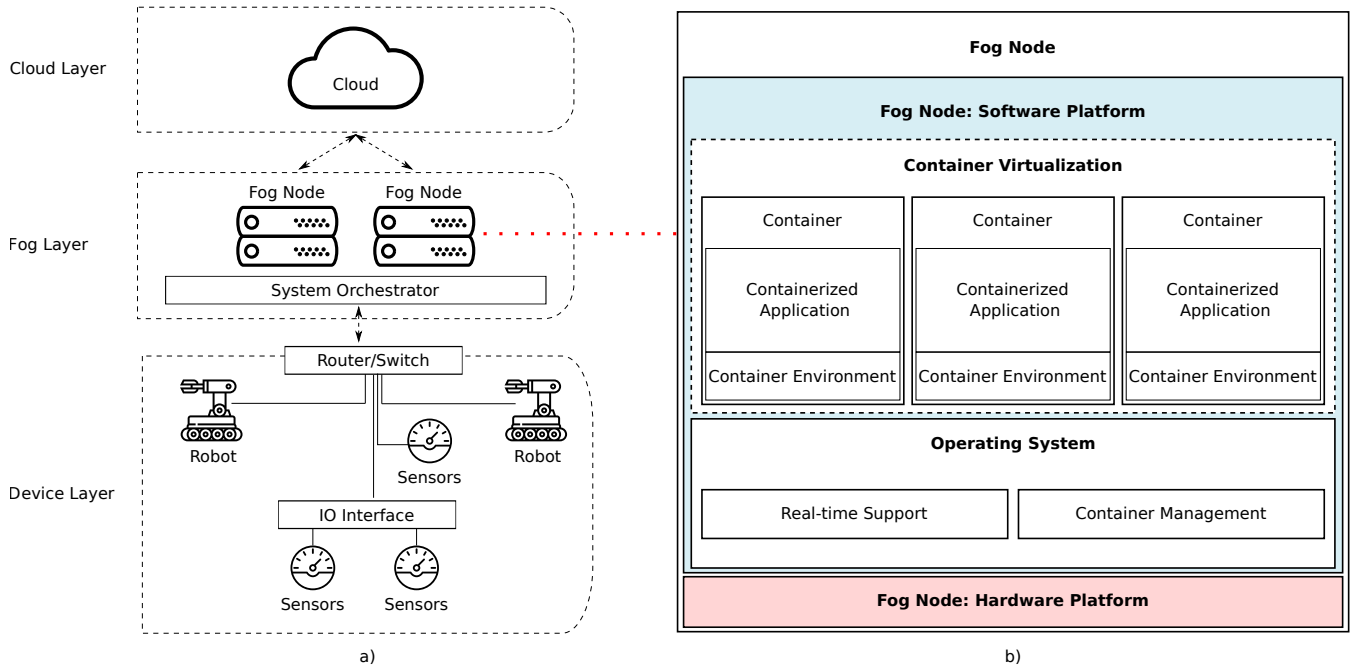 Cloud Layer
Cloud
Fog Layer
Fog Node
Fog Node
System Orchestrator
Device Layer
Router/Switch
Robot
Sensors
Robot
IO Interface
Sensors
Sensors
a)
Fog Node
Fog Node: Software Platform
Container Virtualization
Container
Containerized
Application
Container Environment
Container
Containerized
Application
Container Environment
Container
Containerized
Application
Container Environment
Operating System
Real-time Support
Container Management
Fog Node: Hardware Platform
b)